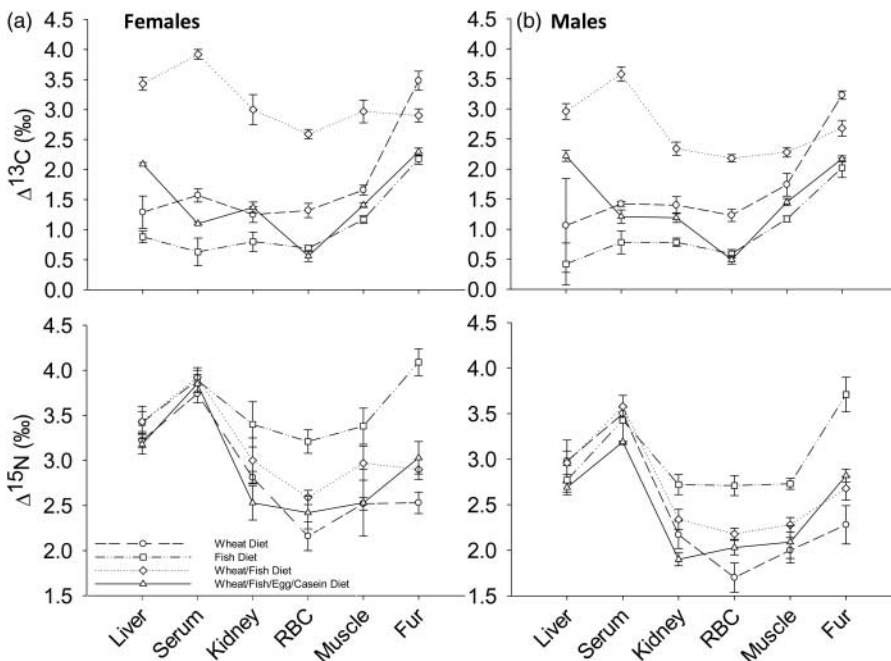 (a) Females
4.5
4.0
3.5
3.0
2.5
2.0
1.5
1.0
0.5
0.0
Δ13C (‰)
(b) Males
4.5
4.0
3.5
3.0
2.5
2.0
1.5
1.0
0.5
0.0
Δ13C (‰)
4.5
4.0
3.5
3.0
2.5
2.0
1.5
Δ15N (‰)
Wheat Diet
Fish Diet
Wheat/Fish Diet
Wheat/Fish/Egg/Casein Diet
Liver
Serum
Kidney
RBC
Muscle
Fur
4.5
4.0
3.5
3.0
2.5
2.0
1.5
Δ15N (‰)
Liver
Serum
Kidney
RBC
Muscle
Fur